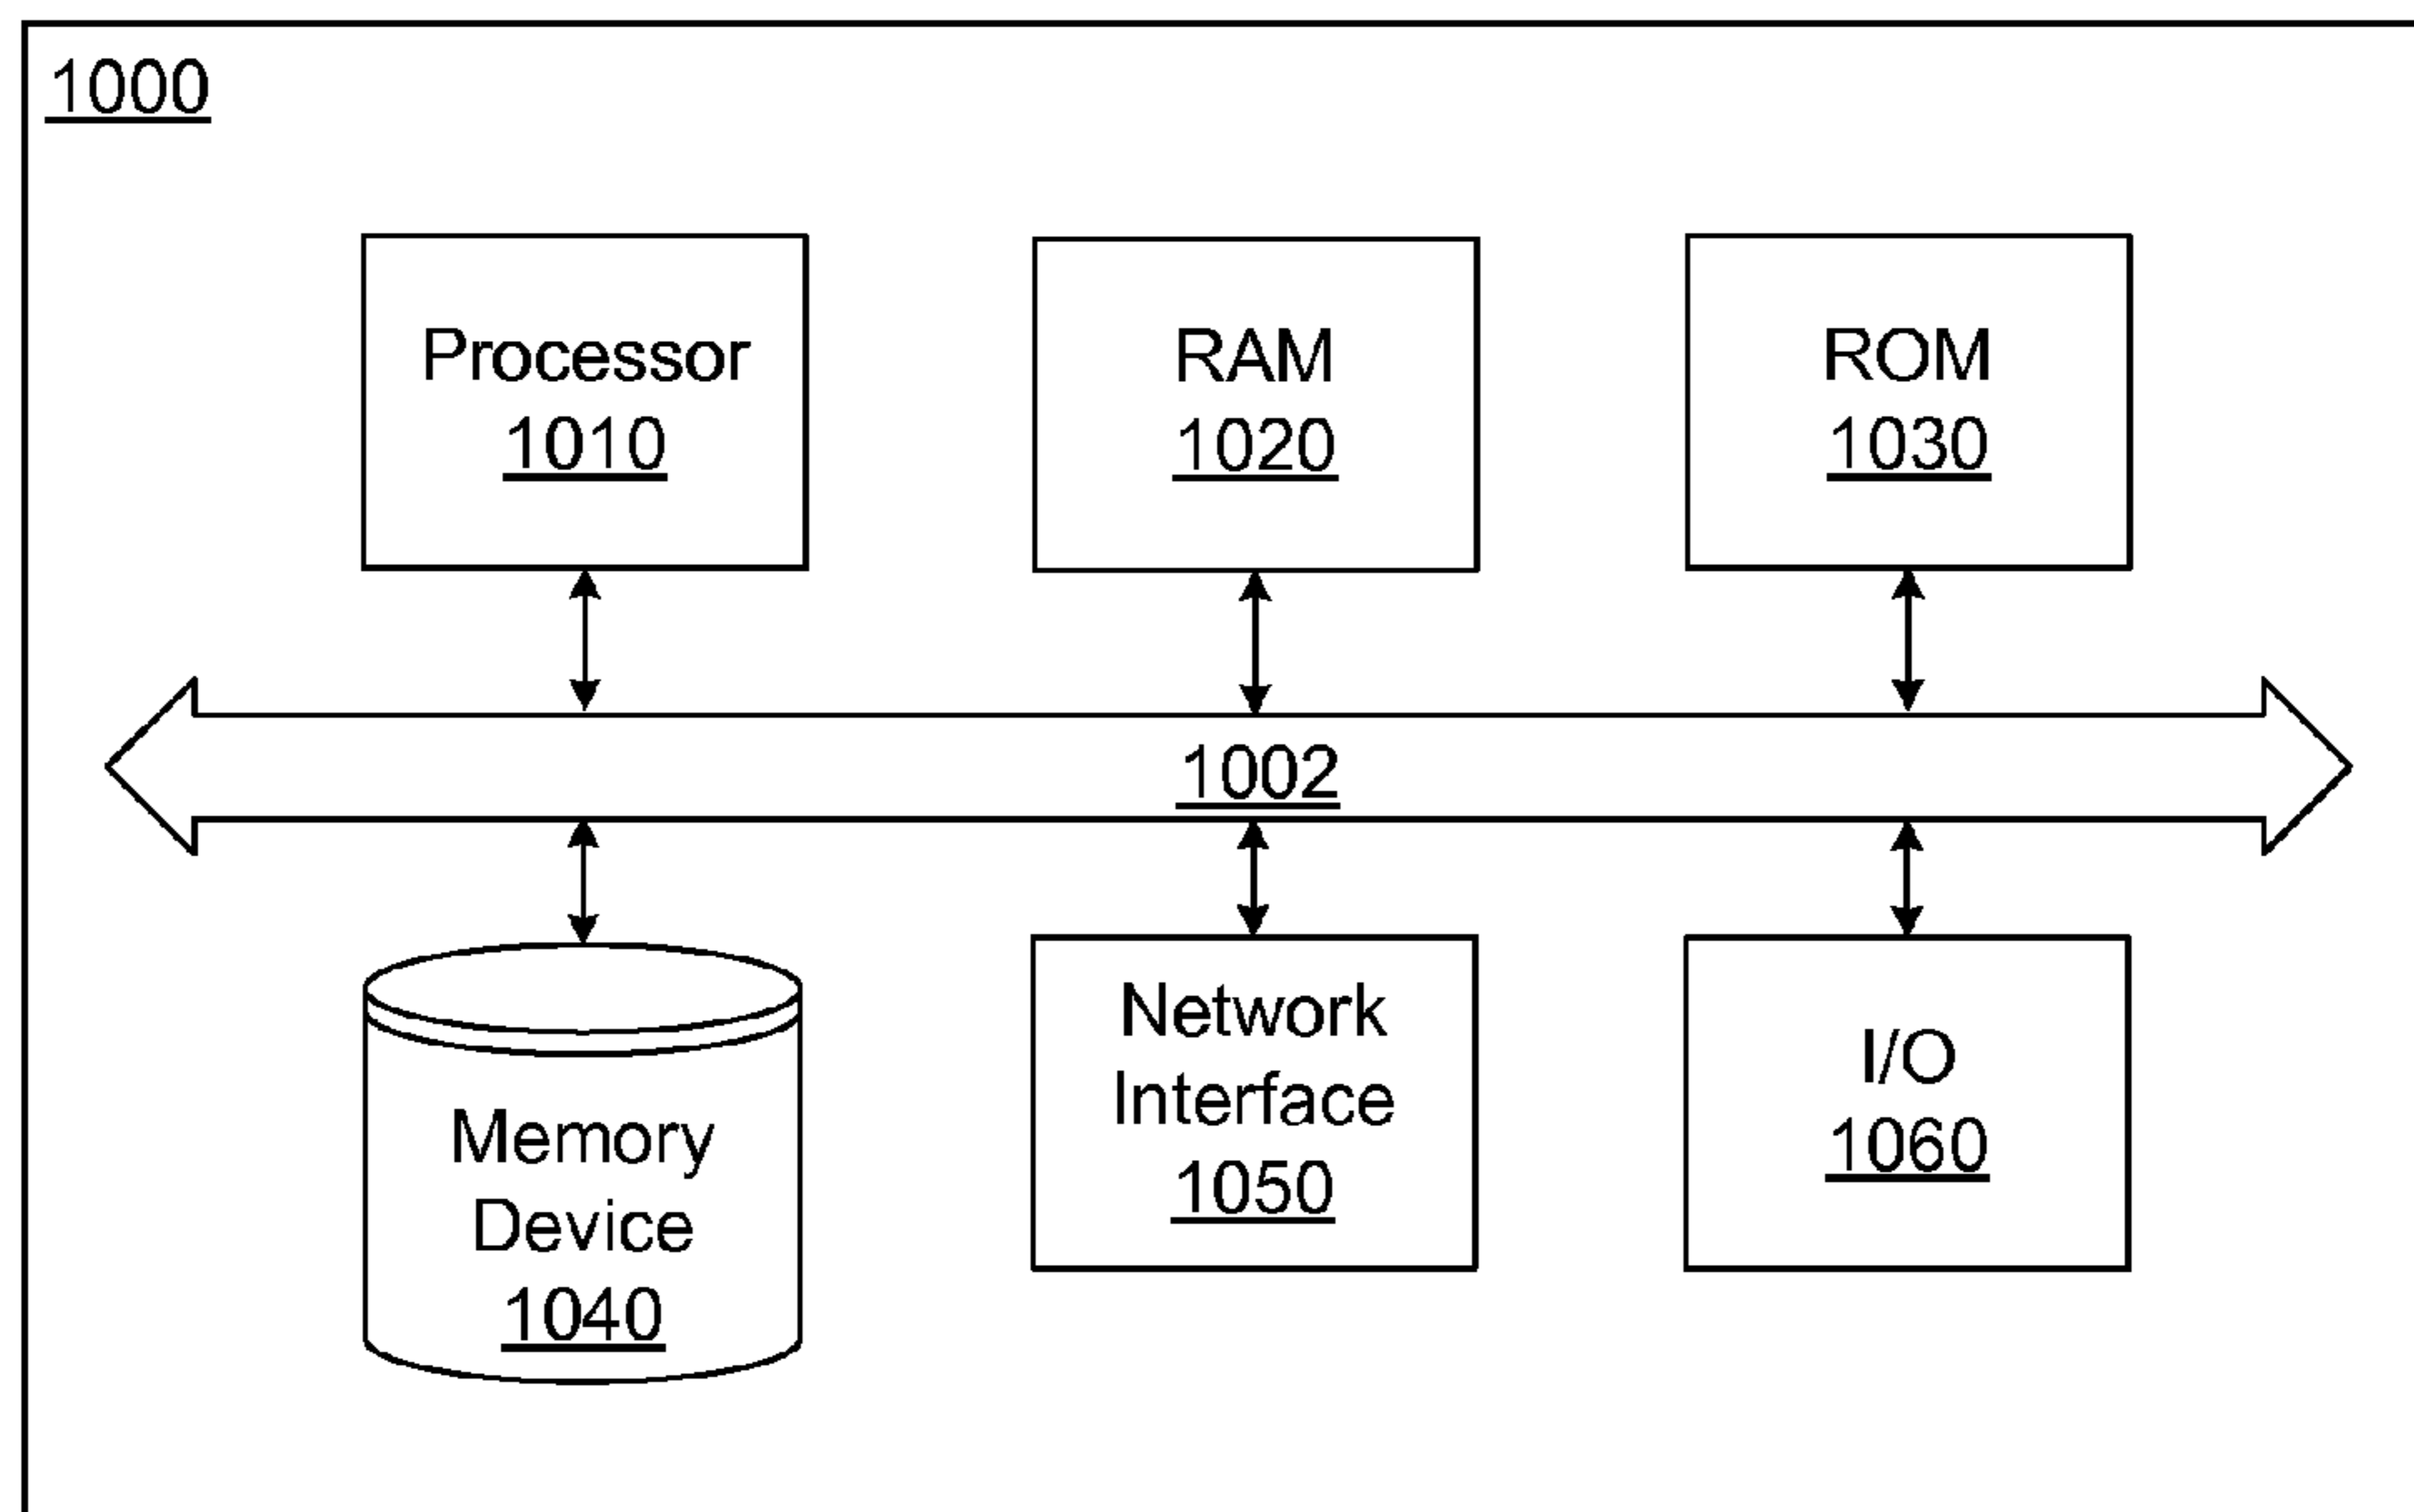 1000
Processor
1010
RAM
1020
ROM
1030
1002
Memory
Device
1040
Network
Interface
1050
I/O
1060